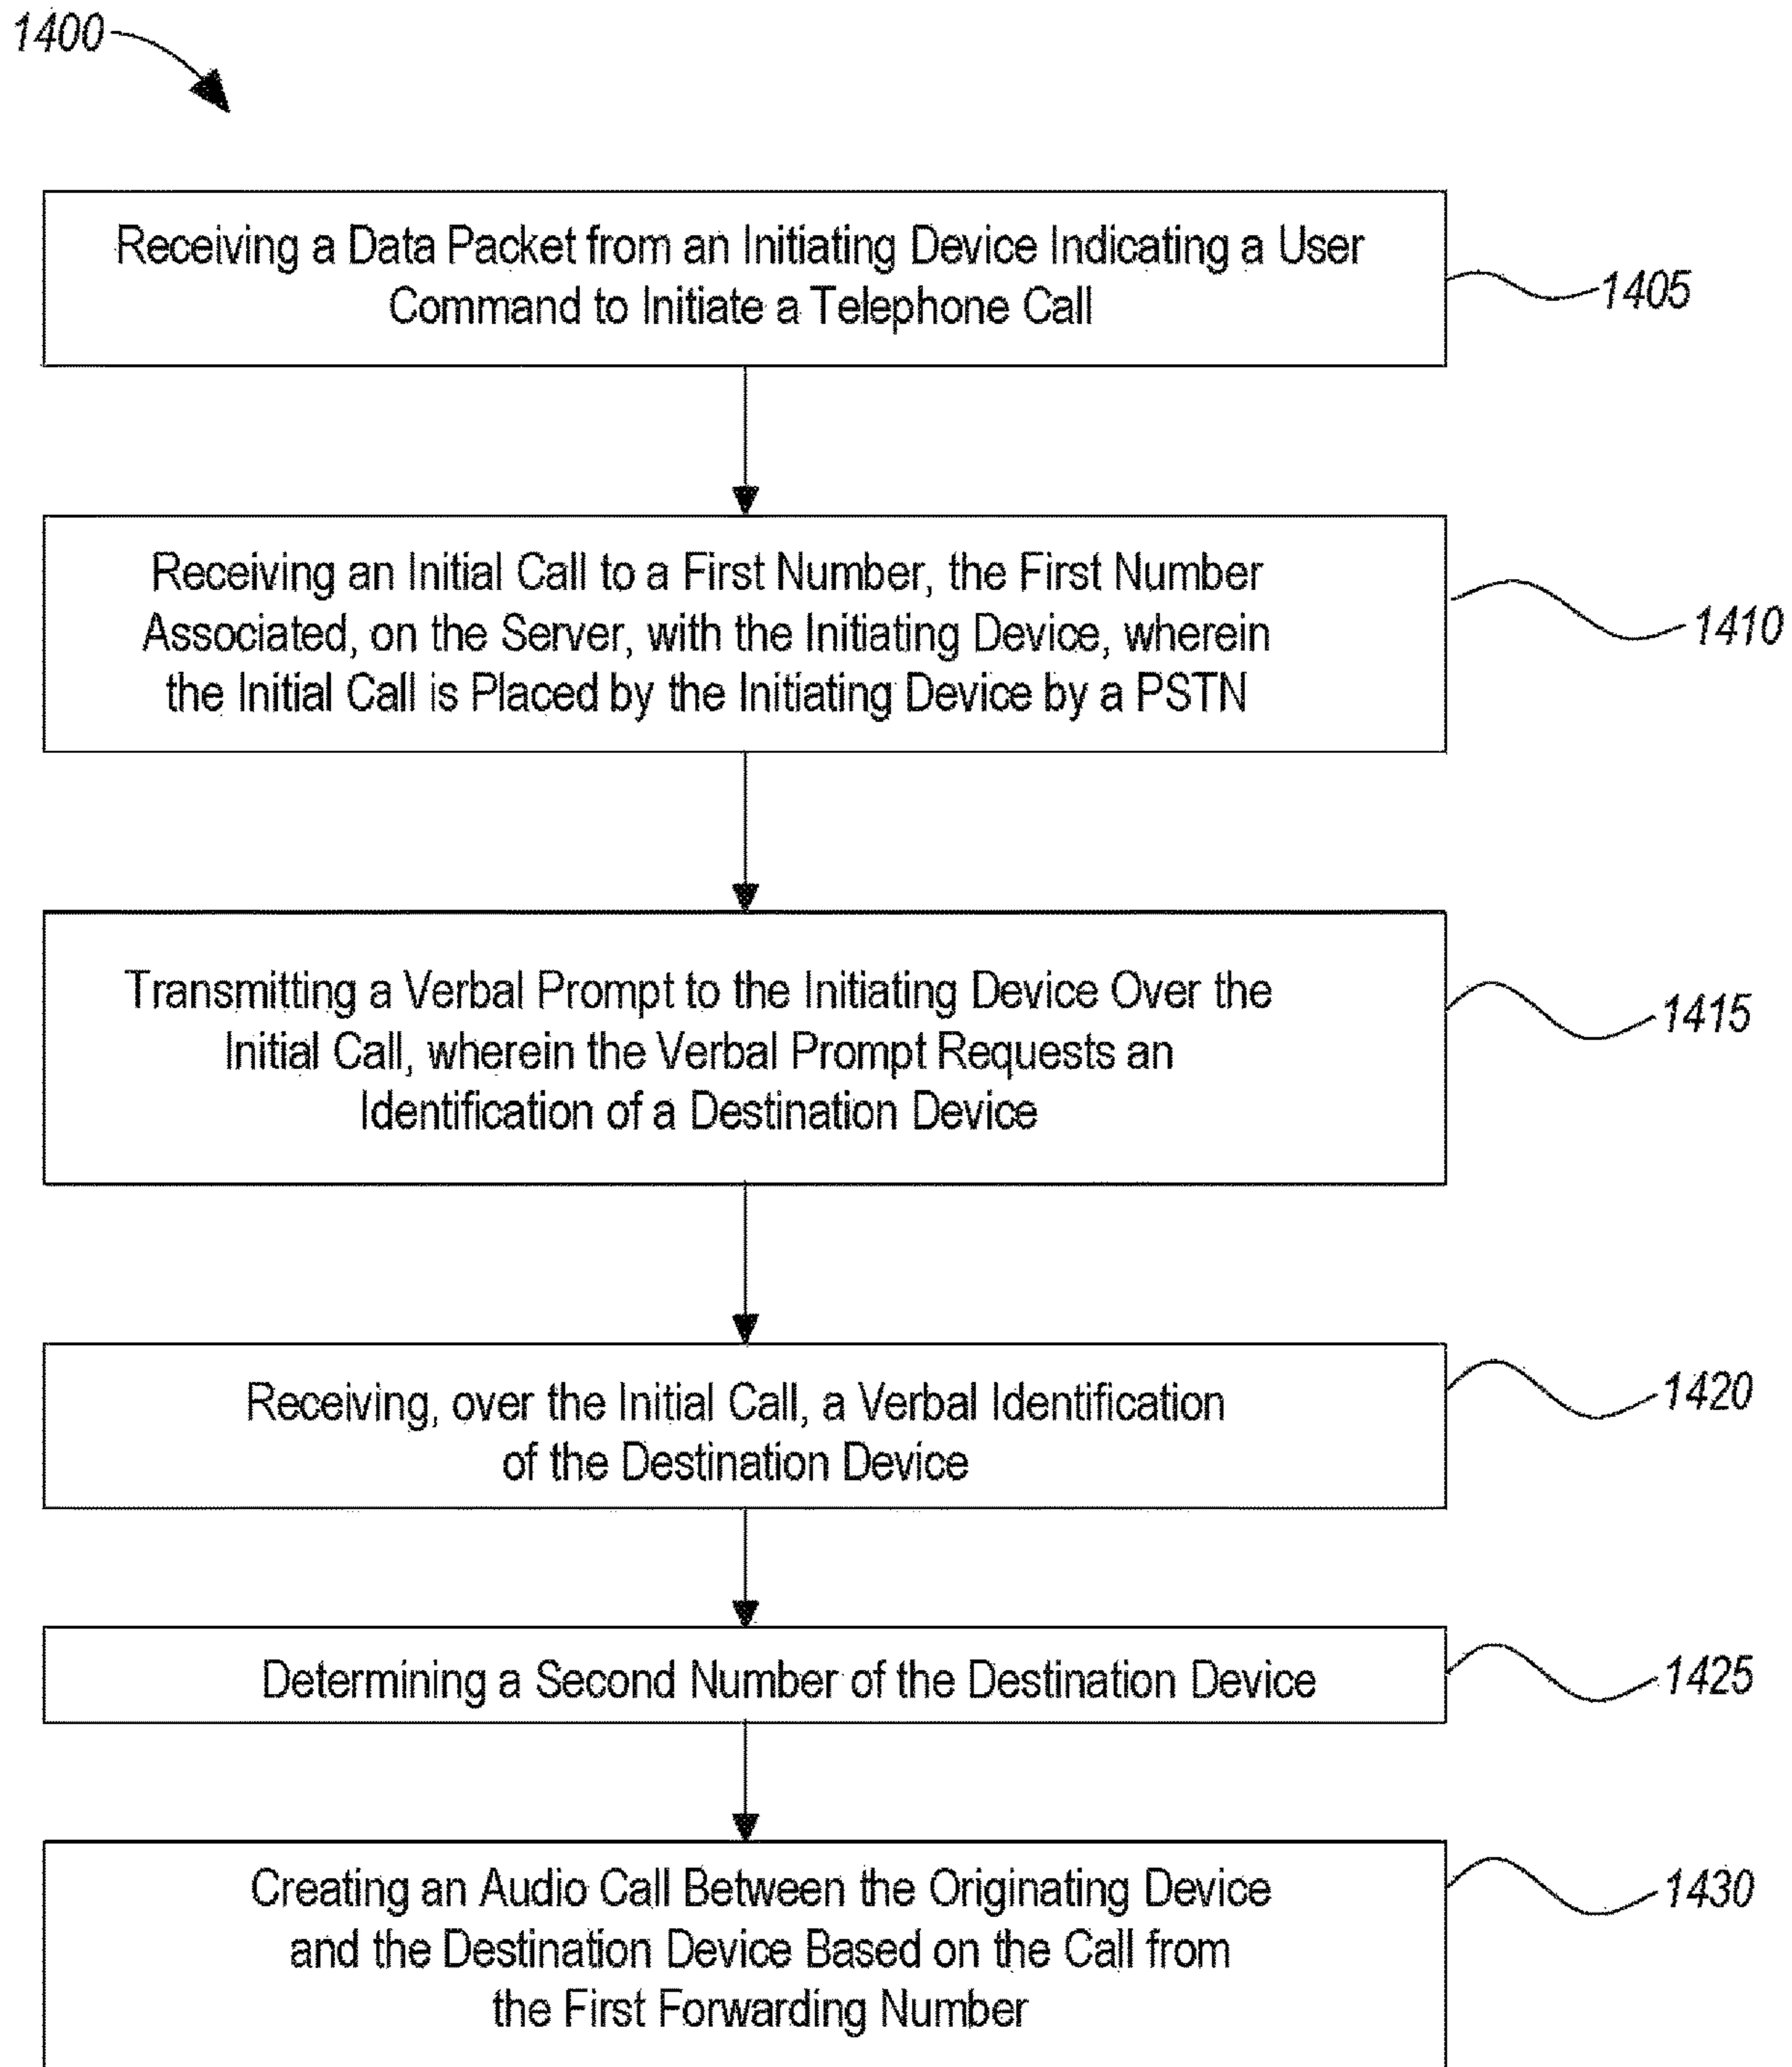 1400
Receiving a Data Packet from an Initiating Device Indicating a User
Command to Initiate a Telephone Call
1405
Receiving an Initial Call to a First Number, the First Number
Associated, on the Server, with the Initiating Device, wherein
the Initial Call is Placed by the Initiating Device by a PSTN
1410
Transmitting a Verbal Prompt to the Initiating Device Over the
Initial Call, wherein the Verbal Prompt Requests an
Identification of a Destination Device
1415
Receiving, over the Initial Call, a Verbal Identification
of the Destination Device
1420
Determining a Second Number of the Destination Device
1425
Creating an Audio Call Between the Originating Device
and the Destination Device Based on the Call from
the First Forwarding Number
1430